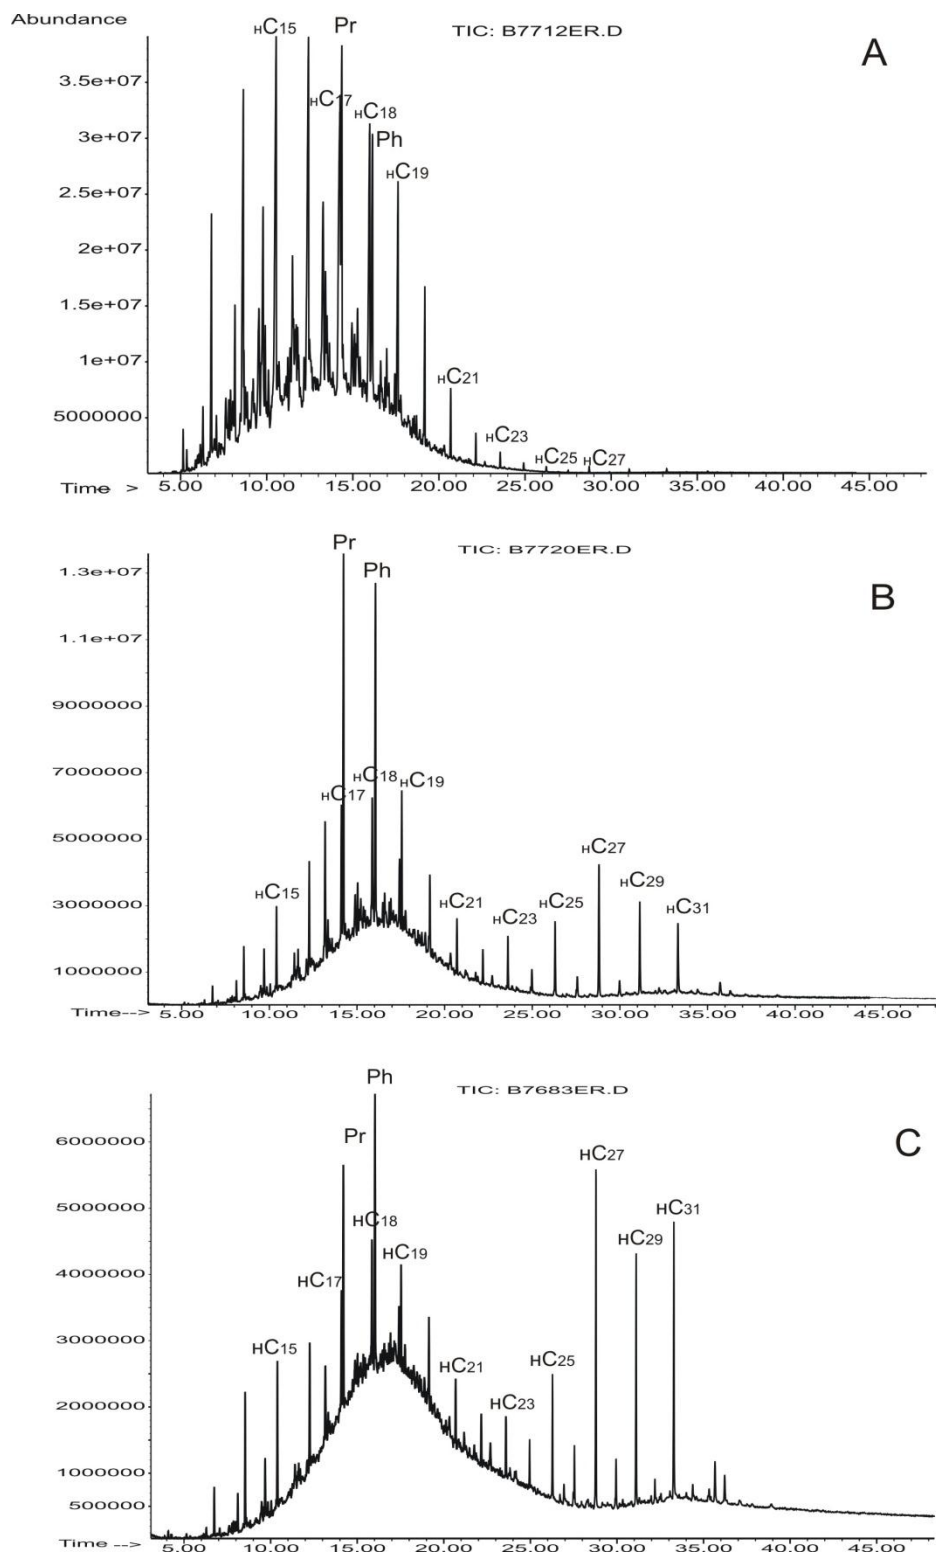 Abundance
TIC: B7712ER.D
A
HC15
Pr
HC17
HC18
Ph
HC19
3.5e+07
3e+07
2.5e+07
2e+07
1.5e+07
1e+07
5000000
HC21
HC23
HC25
HC27
Time >
5.00 10.00 15.00 20.00 25.00 30.00 35.00 40.00 45.00
Pr
TIC: B7720ER.D
Ph
B
1.3e+07
1.1e+07
9000000
7000000
5000000
3000000
1000000
HC15
HC17
HC18
HC19
HC21
HC23
HC25
HC27
HC29
HC31
Time-->
5.00 10.00 15.00 20.00 25.00 30.00 35.00 40.00 45.00
Ph
TIC: B7683ER.D
Pr
C
6000000
5000000
4000000
3000000
2000000
1000000
500000
HC15
HC17
HC18
HC19
HC21
HC23
HC25
HC27
HC29
HC31
Time -->
5.00 10.00 15.00 20.00 25.00 30.00 35.00 40.00 45.00